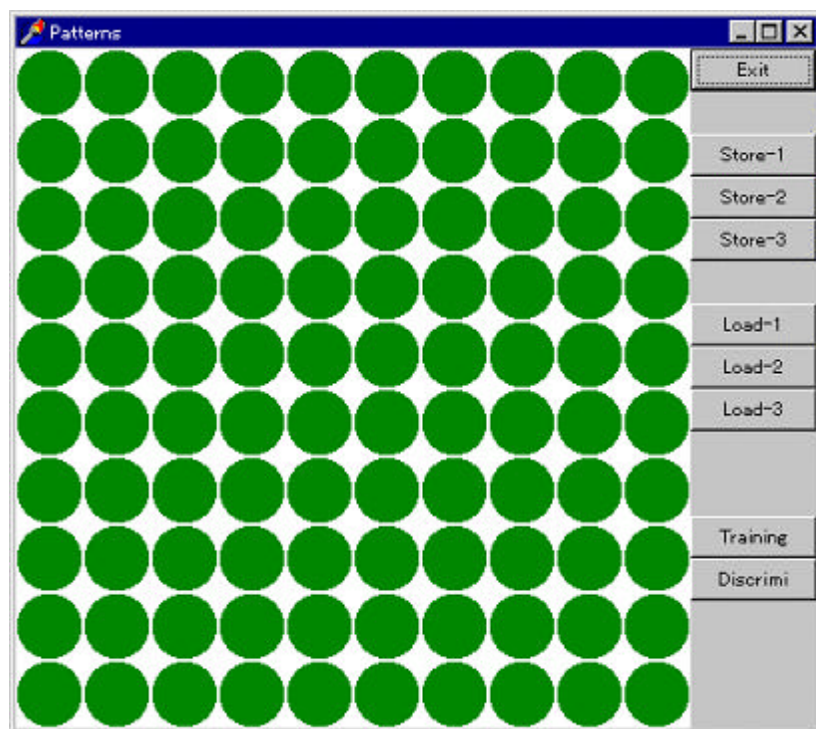 Patterns
Exit
Store-1
Store-2
Store-3
Load-1
Load-2
Load-3
Training
Discrimi